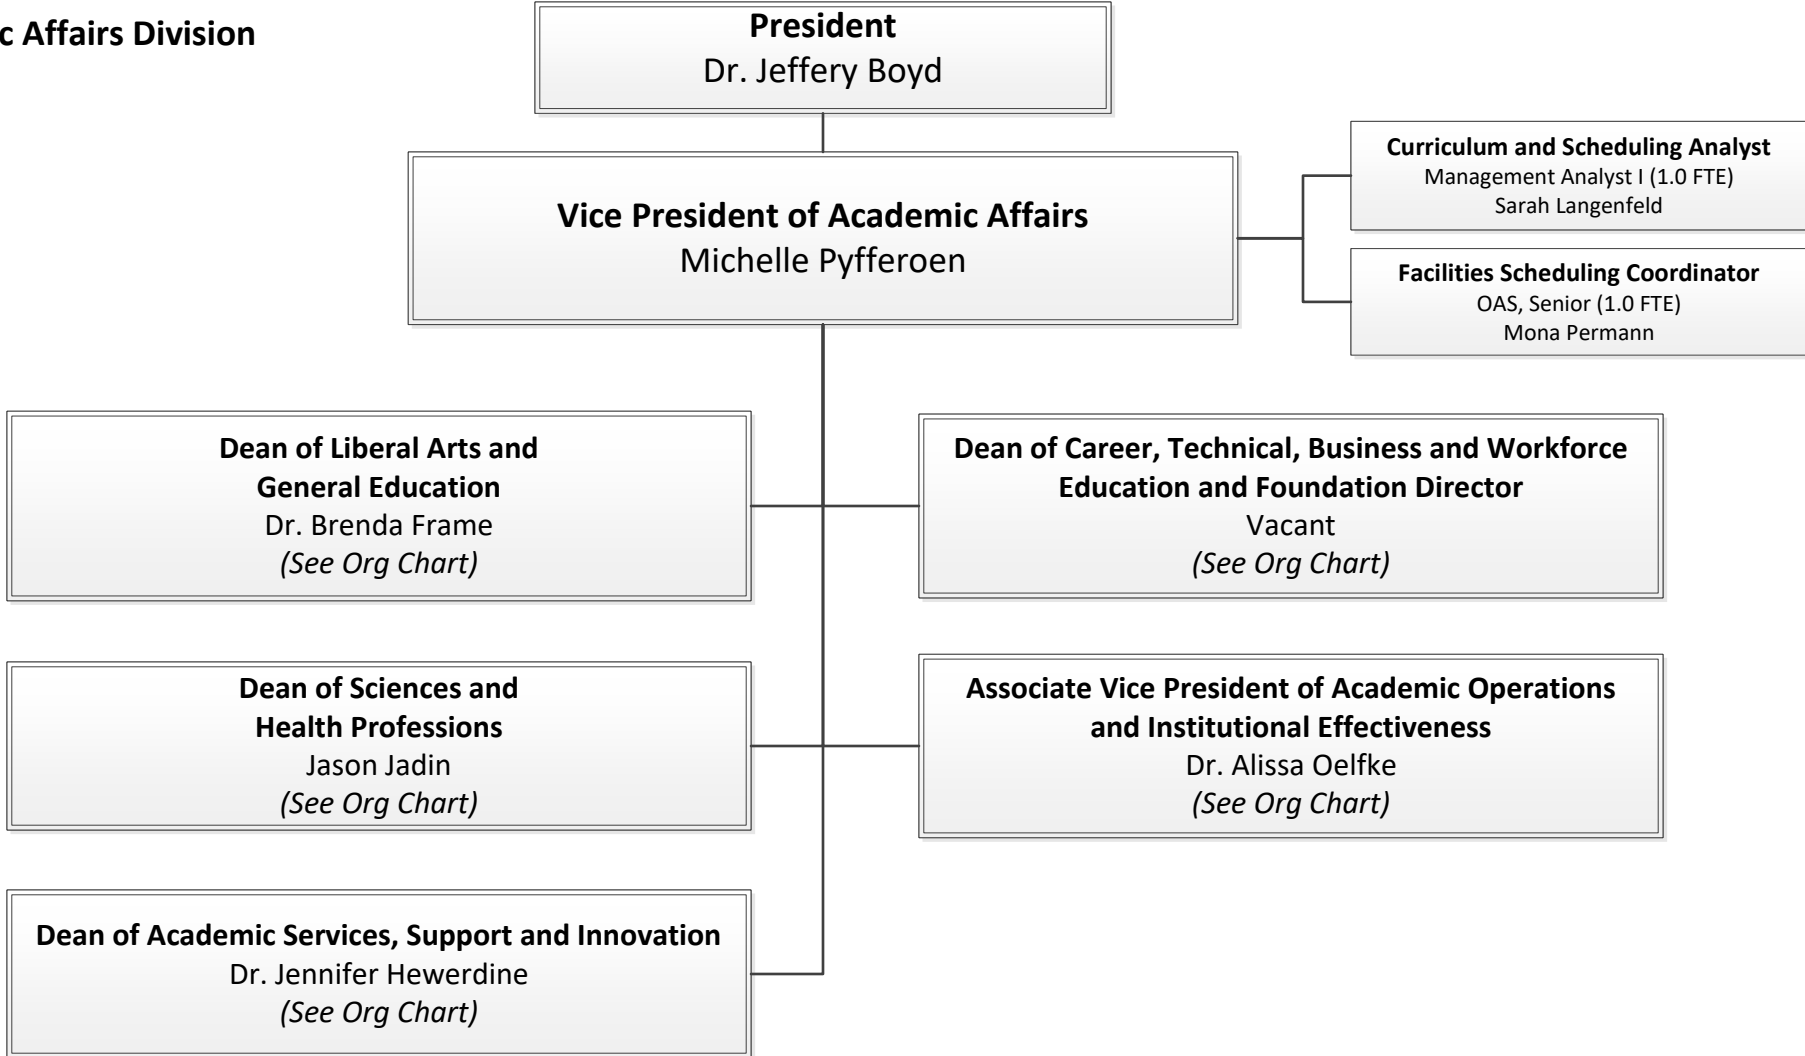 c Affairs Division
President
Dr. Jeffery Boyd
Vice President of Academic Affairs
Michelle Pyfferoen
Curriculum and Scheduling Analyst
Management Analyst I (1.0 FTE)
Sarah Langenfeld
Facilities Scheduling Coordinator
OAS, Senior (1.0 FTE)
Mona Permann
Dean of Liberal Arts and
General Education
Dr. Brenda Frame
(See Org Chart)
Dean of Career, Technical, Business and Workforce
Education and Foundation Director
Vacant
(See Org Chart)
Dean of Sciences and
Health Professions
Jason Jadin
(See Org Chart)
Associate Vice President of Academic Operations
and Institutional Effectiveness
Dr. Alissa Oelfke
(See Org Chart)
Dean of Academic Services, Support and Innovation
Dr. Jennifer Hewerdine
(See Org Chart)